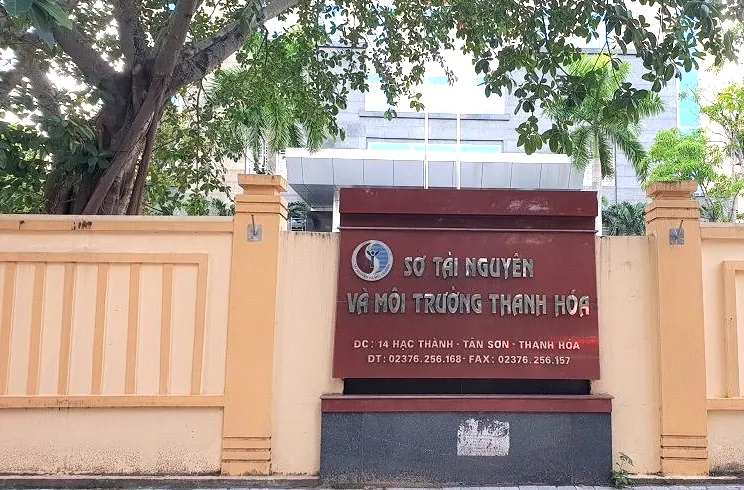 SỞ TÀI NGUYÊN
VÀ MÔI TRƯỜNG THANH HÓA
ĐC: 14 HẠC THÀNH - TÂN SƠN - THANH HÓA
ĐT: 02376.256.168 - FAX: 02376.256.157